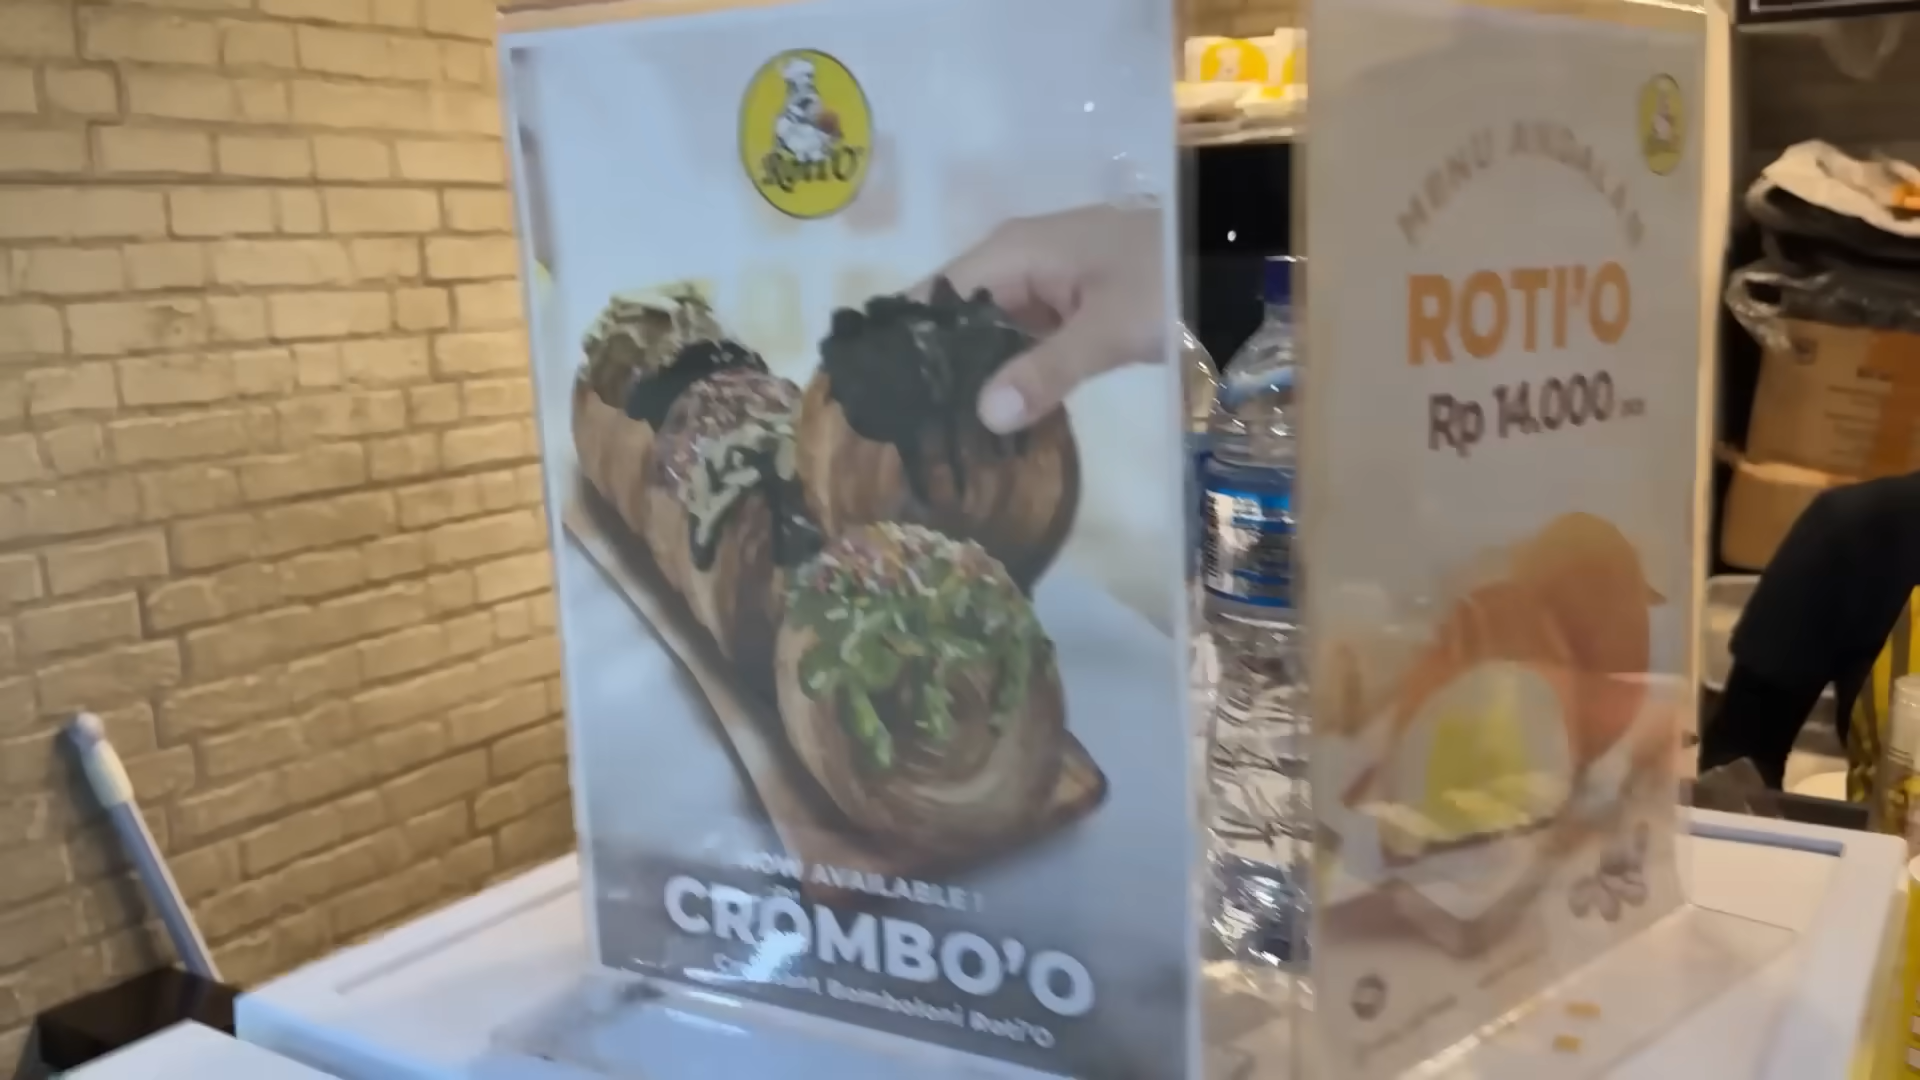 Roti'O
NOW AVAILABLE !
CROMBO'O
Bomboloni Roti'O
MENU ANDALAN
ROTI'O
Rp 14.000